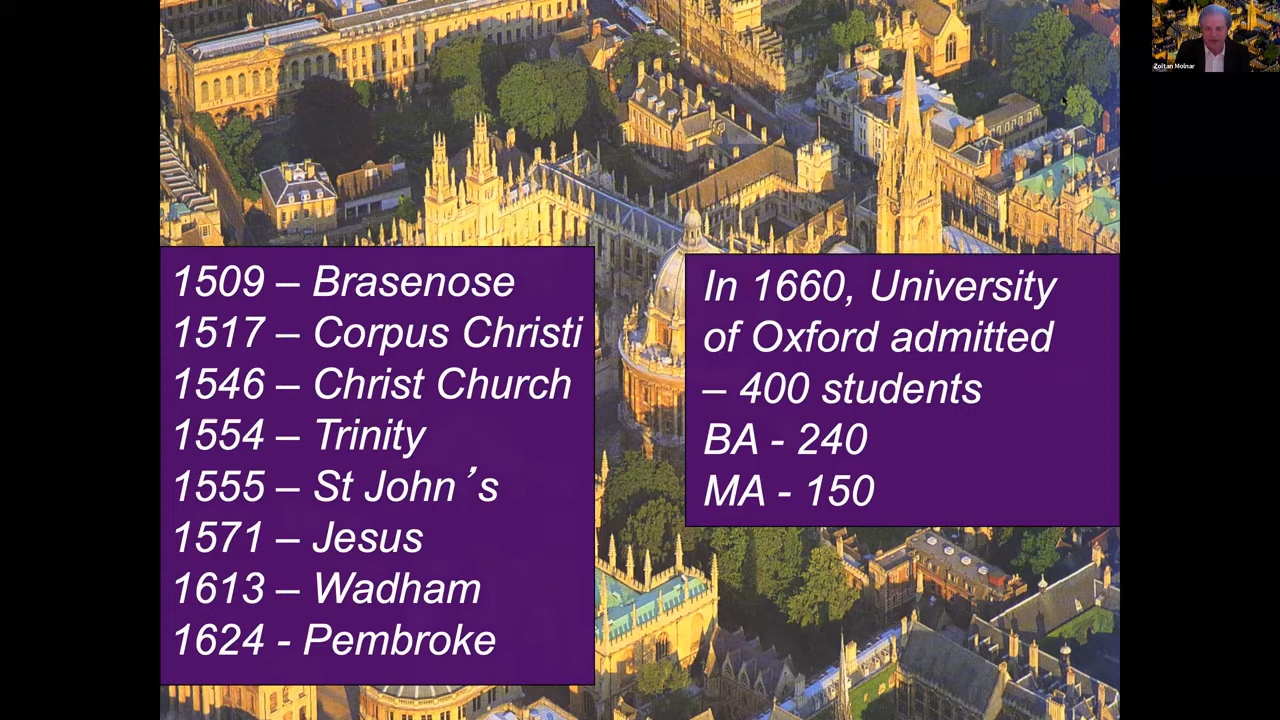 1509 – Brasenose
1517 – Corpus Christi
1546 – Christ Church
1554 – Trinity
1555 – St John's
1571 – Jesus
1613 – Wadham
1624 - Pembroke
In 1660, University
of Oxford admitted
– 400 students
BA - 240
MA - 150
Zoltan Molnar